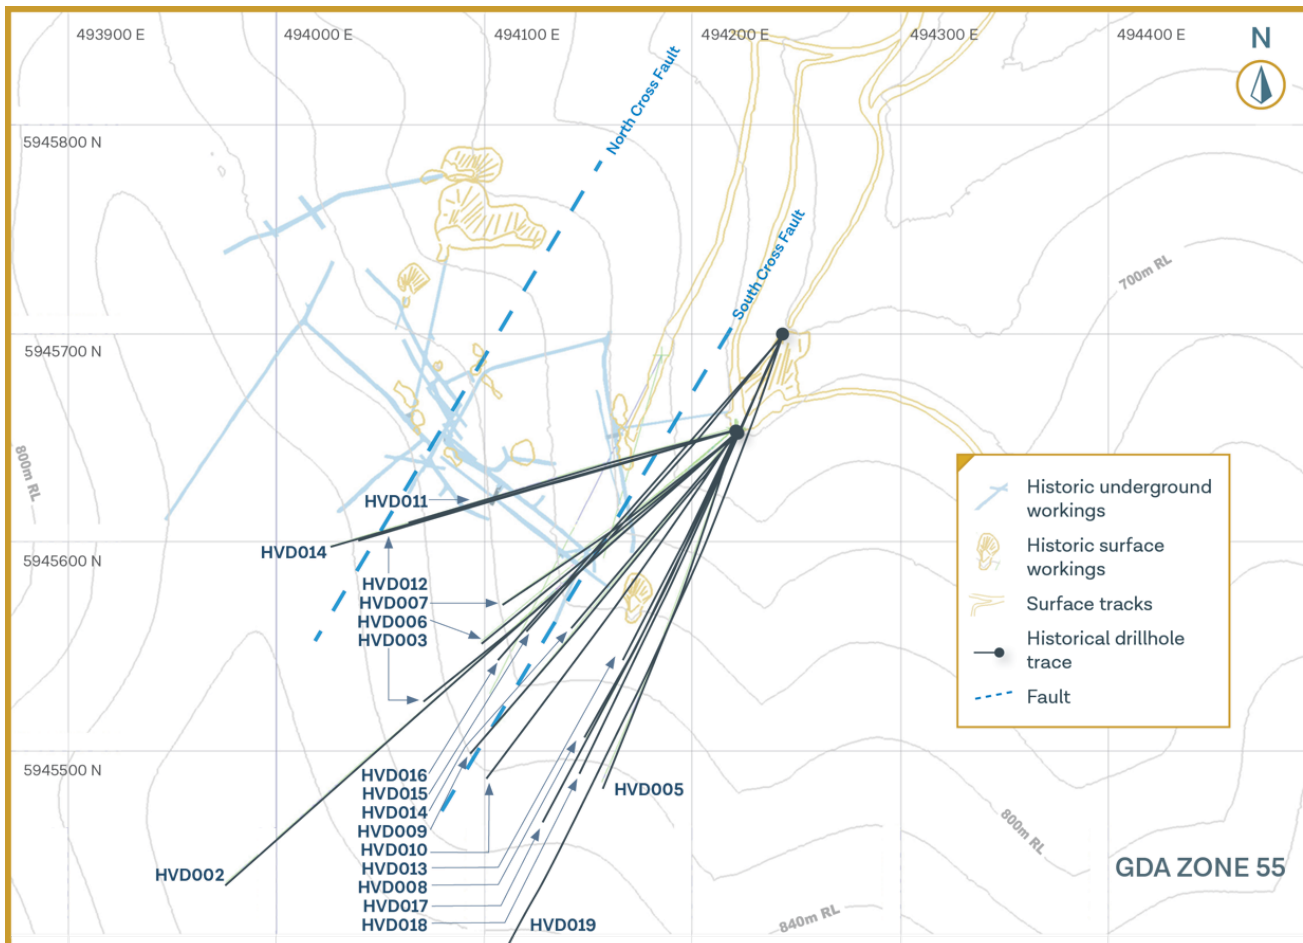 493900 E
494000 E
494100 E
494200 E
494300 E
494400 E
N
North Cross Fault
5945800 N
South Cross Fault
700m RL
5945700 N
800m RL
HVD011
HVD014
5945600 N
HVD012
HVD007
HVD006
HVD003
Historic underground
workings
Historic surface
workings
Surface tracks
Historical drillhole
trace
Fault
5945500 N
HVD016
HVD015
HVD014
HVD009
HVD010
HVD013
HVD008
HVD017
HVD018
HVD005
HVD002
HVD019
800m RL
840m RL
GDA ZONE 55